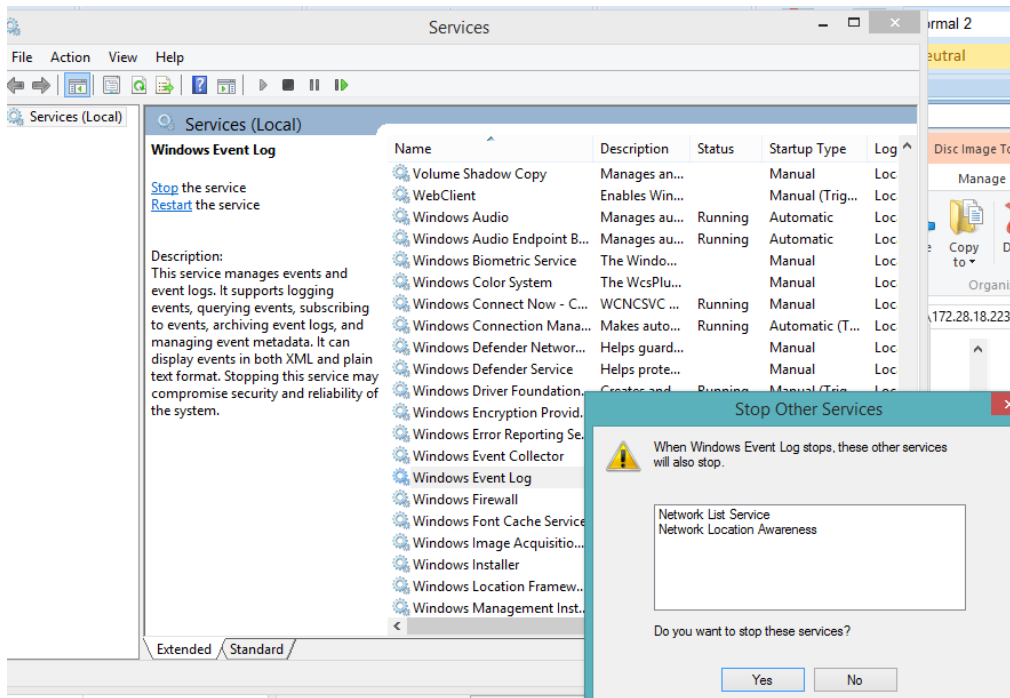 Services
File Action View Help
Services (Local)
Services (Local)
Windows Event Log
Stop the service
Restart the service
Description:
This service manages events and
event logs. It supports logging
events, querying events, subscribing
to events, archiving event logs, and
managing event metadata. It can
display events in both XML and plain
text format. Stopping this service may
compromise security and reliability of
the system.
Name Description Status Startup Type Log
Volume Shadow Copy Manages an... Manual Loc
WebClient Enables Win... Manual (Trig... Loc
Windows Audio Manages au... Running Automatic Loc
Windows Audio Endpoint B... Manages au... Running Automatic Loc
Windows Biometric Service The Windo... Manual Loc
Windows Color System The WcsPlu... Manual Loc
Windows Connect Now - C... WCNCSVC ... Running Manual Loc
Windows Connection Mana... Makes auto... Running Automatic (T... Loc
Windows Defender Networ... Helps guard... Manual Loc
Windows Defender Service Helps prote... Manual Loc
Windows Driver Foundation... Creates and Running Manual (Trig Loc
Windows Encryption Provid.
Windows Error Reporting Se.
Windows Event Collector
Windows Event Log
Windows Firewall
Windows Font Cache Service
Windows Image Acquisitio...
Windows Installer
Windows Location Framew..
Windows Management Inst..
Extended Standard
Stop Other Services
When Windows Event Log stops, these other services
will also stop.
Network List Service
Network Location Awareness
Do you want to stop these services?
Yes No
rmal 2
eutral
Disc Image To
Manage
Copy
to
Organi
\172.28.18.223